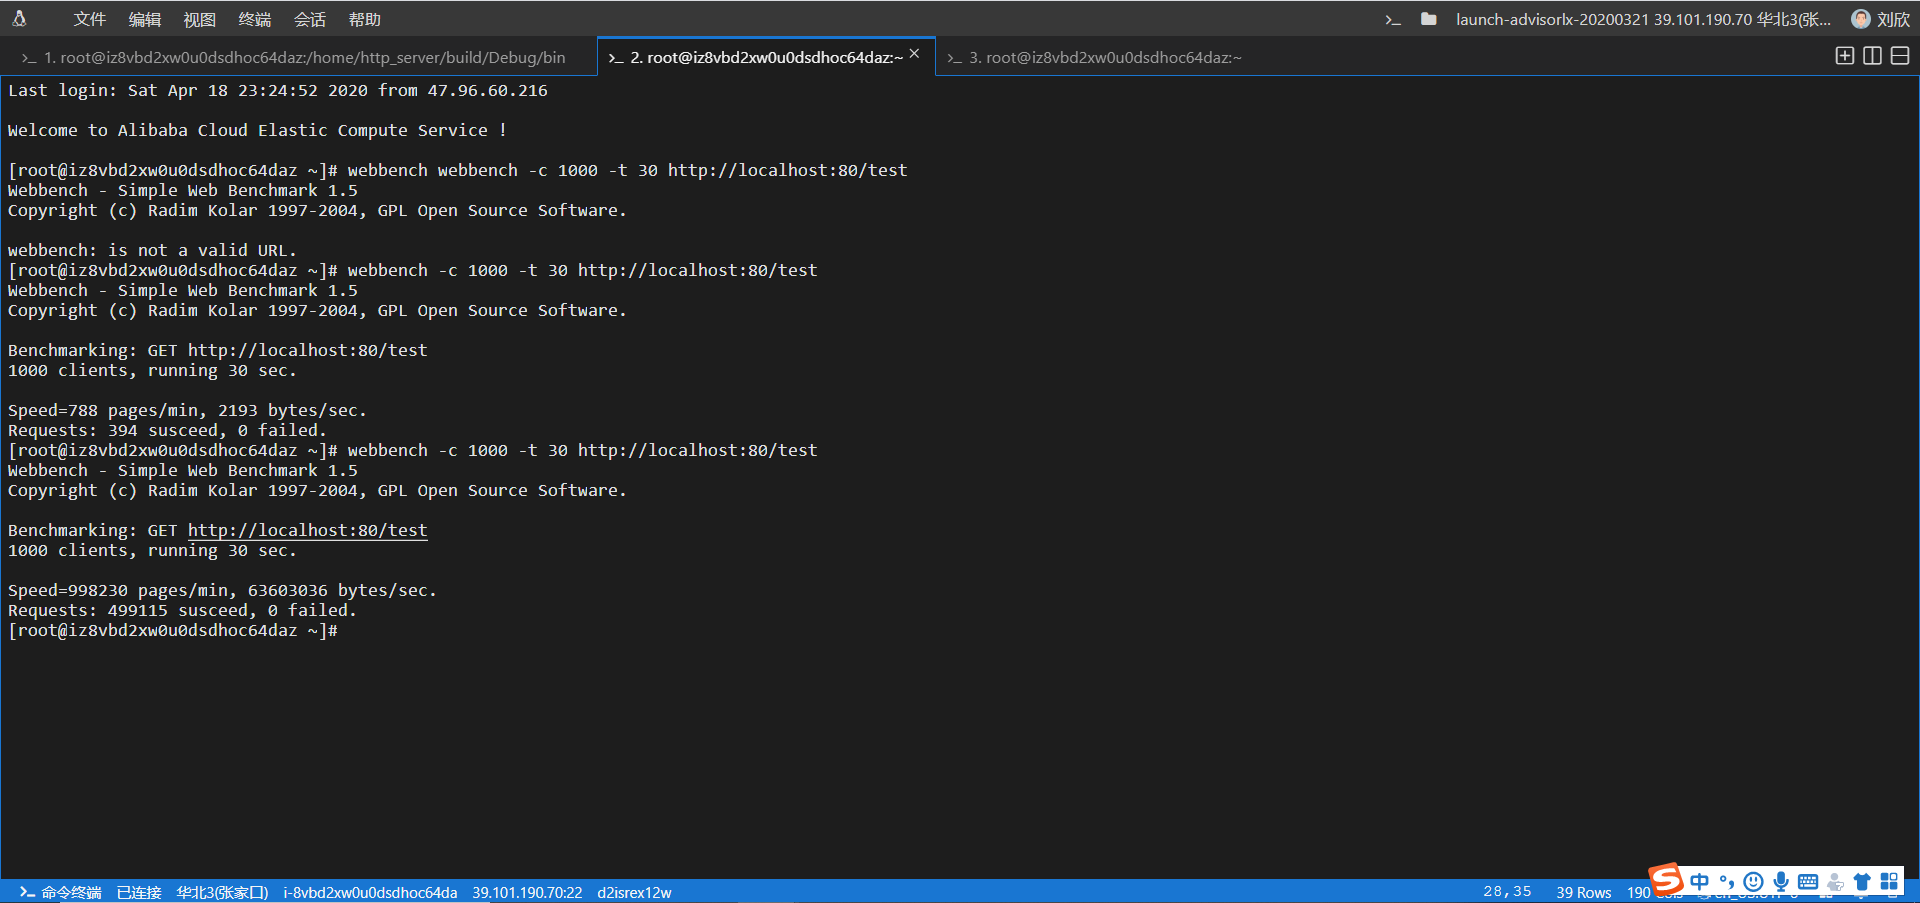 文件 编辑 视图 终端 会话 帮助 launch-advisorlx-20200321 39.101.190.70 华北3(张... 刘欣
>_ 1. root@iz8vbd2xw0u0dsdhoc64daz:/home/http_server/build/Debug/bin >_ 2. root@iz8vbd2xw0u0dsdhoc64daz:~ × >_ 3. root@iz8vbd2xw0u0dsdhoc64daz:~
Last login: Sat Apr 18 23:24:52 2020 from 47.96.60.216
Welcome to Alibaba Cloud Elastic Compute Service !
[root@iz8vbd2xw0u0dsdhoc64daz ~]# webbench webbench -c 1000 -t 30 http://localhost:80/test
Webbench - Simple Web Benchmark 1.5
Copyright (c) Radim Kolar 1997-2004, GPL Open Source Software.
webbench: is not a valid URL.
[root@iz8vbd2xw0u0dsdhoc64daz ~]# webbench -c 1000 -t 30 http://localhost:80/test
Webbench - Simple Web Benchmark 1.5
Copyright (c) Radim Kolar 1997-2004, GPL Open Source Software.
Benchmarking: GET http://localhost:80/test
1000 clients, running 30 sec.
Speed=788 pages/min, 2193 bytes/sec.
Requests: 394 susceed, 0 failed.
[root@iz8vbd2xw0u0dsdhoc64daz ~]# webbench -c 1000 -t 30 http://localhost:80/test
Webbench - Simple Web Benchmark 1.5
Copyright (c) Radim Kolar 1997-2004, GPL Open Source Software.
Benchmarking: GET http://localhost:80/test
1000 clients, running 30 sec.
Speed=998230 pages/min, 63603036 bytes/sec.
Requests: 499115 susceed, 0 failed.
[root@iz8vbd2xw0u0dsdhoc64daz ~]#
>_ 命令终端 已连接 华北3(张家口) i-8vbd2xw0u0dsdhoc64da 39.101.190.70:22 d2isrex12w 28,35 39 Rows 190 中